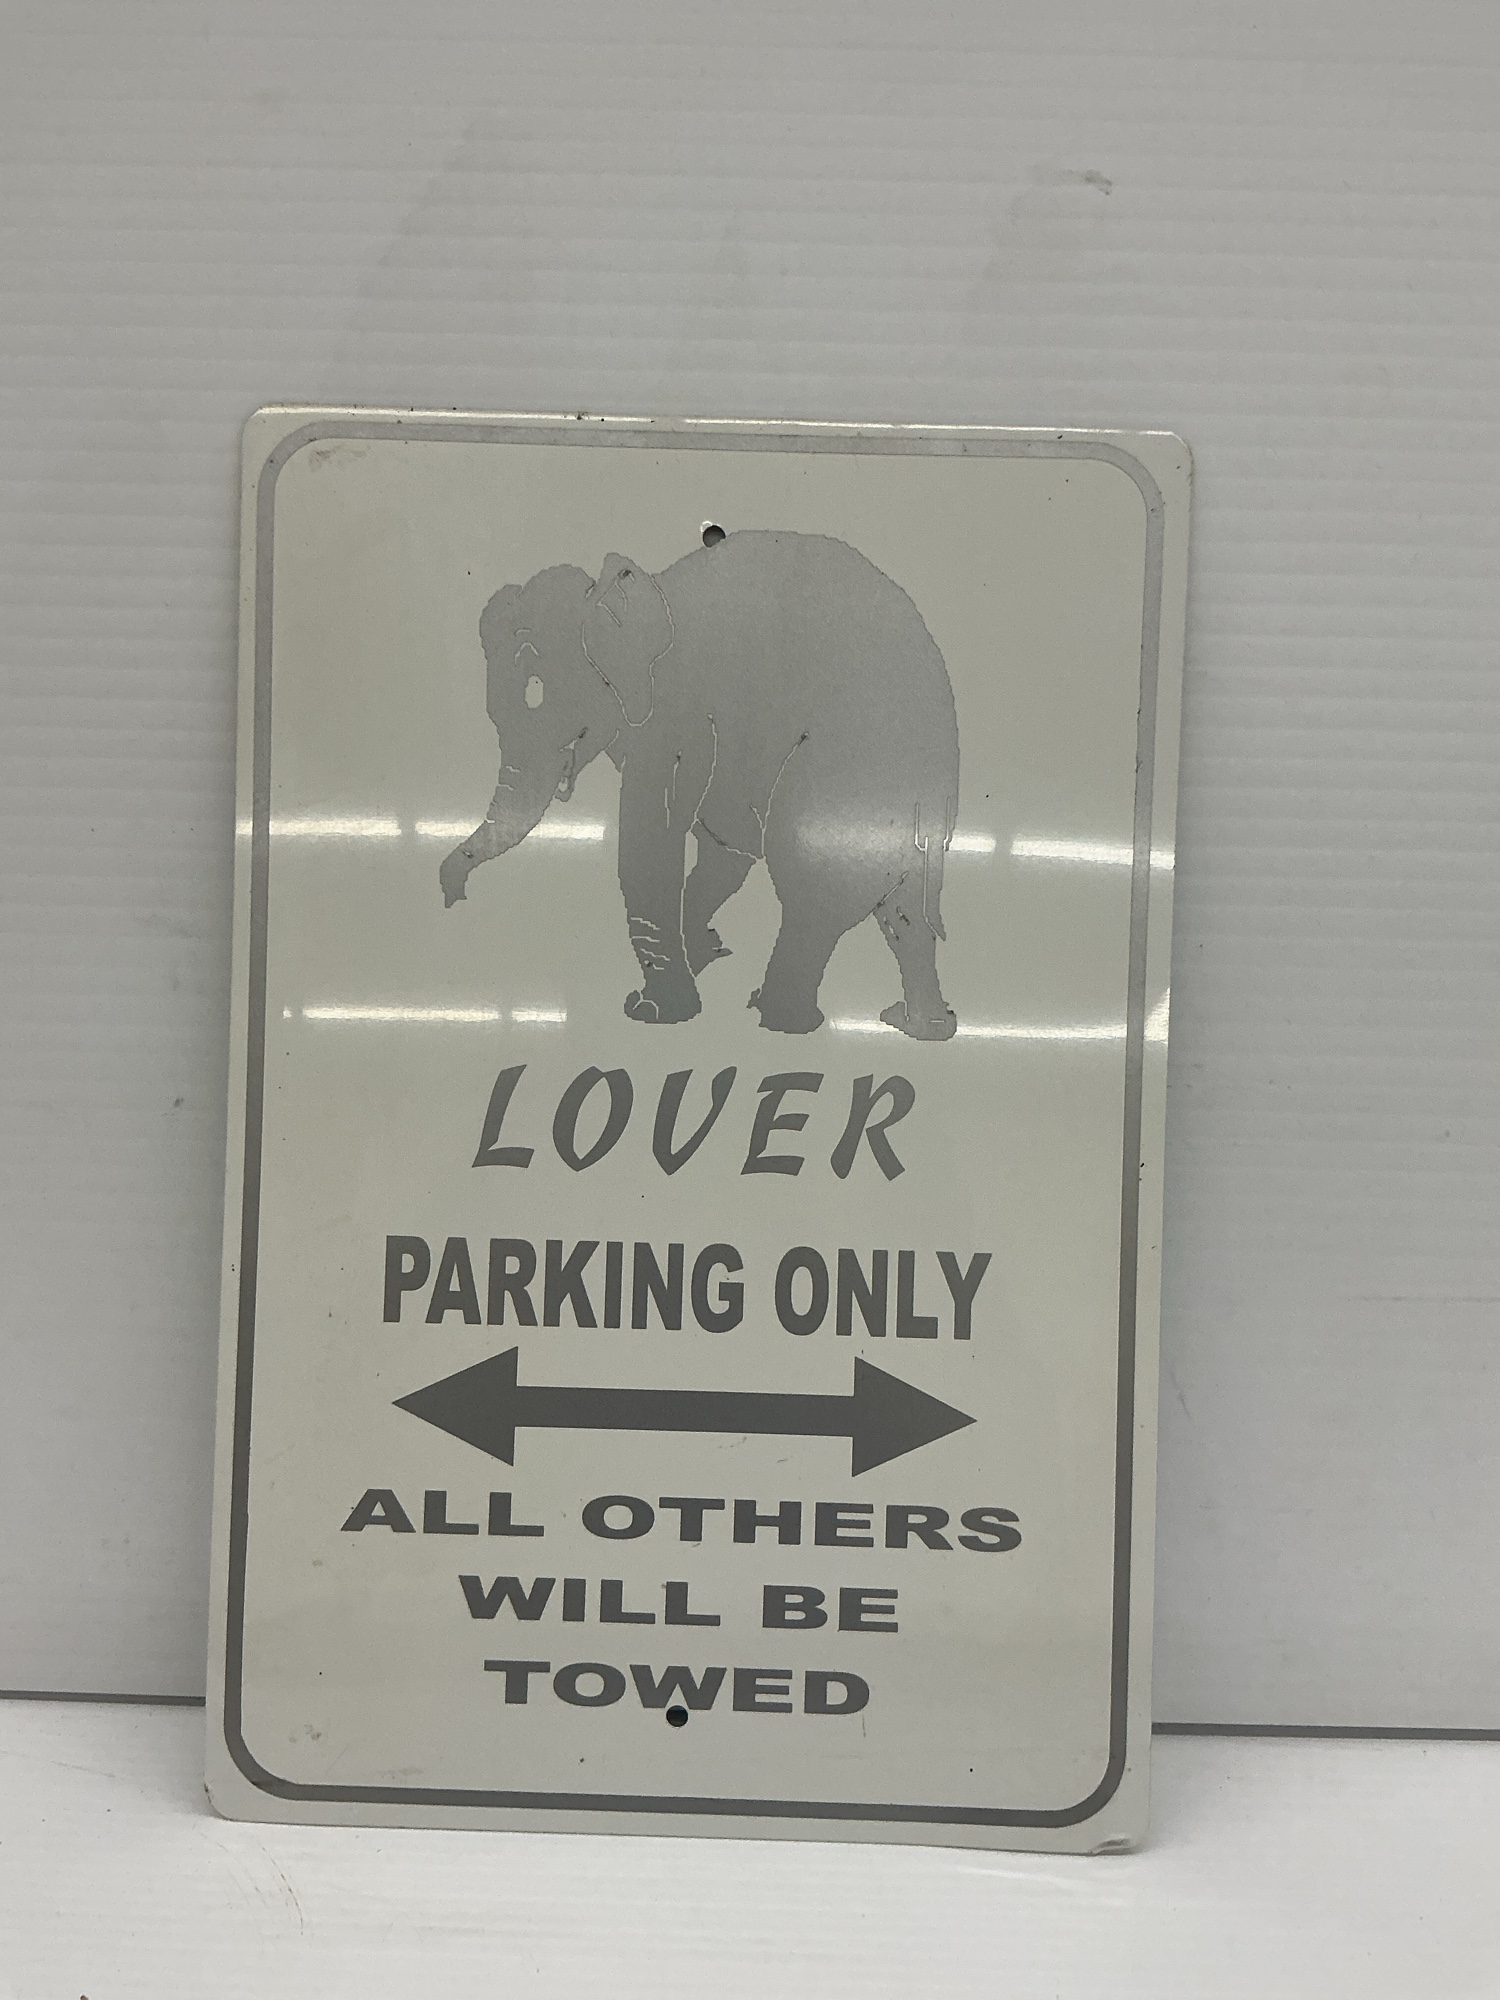 LOVER
PARKING ONLY
ALL OTHERS
WILL BE
TOWED